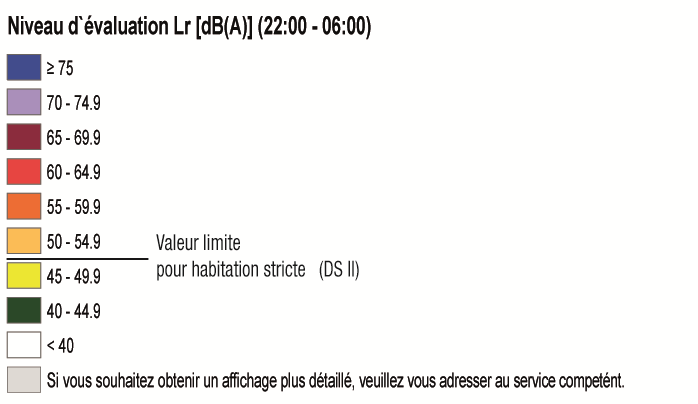 Niveau d`évaluation Lr [dB(A)] (22:00 - 06:00)
≥ 75
70 - 74.9
65 - 69.9
60 - 64.9
55 - 59.9
50 - 54.9
Valeur limite
pour habitation stricte (DS II)
45 - 49.9
40 - 44.9
< 40
Si vous souhaitez obtenir un affichage plus détaillé, veuillez vous adresser au service competént.